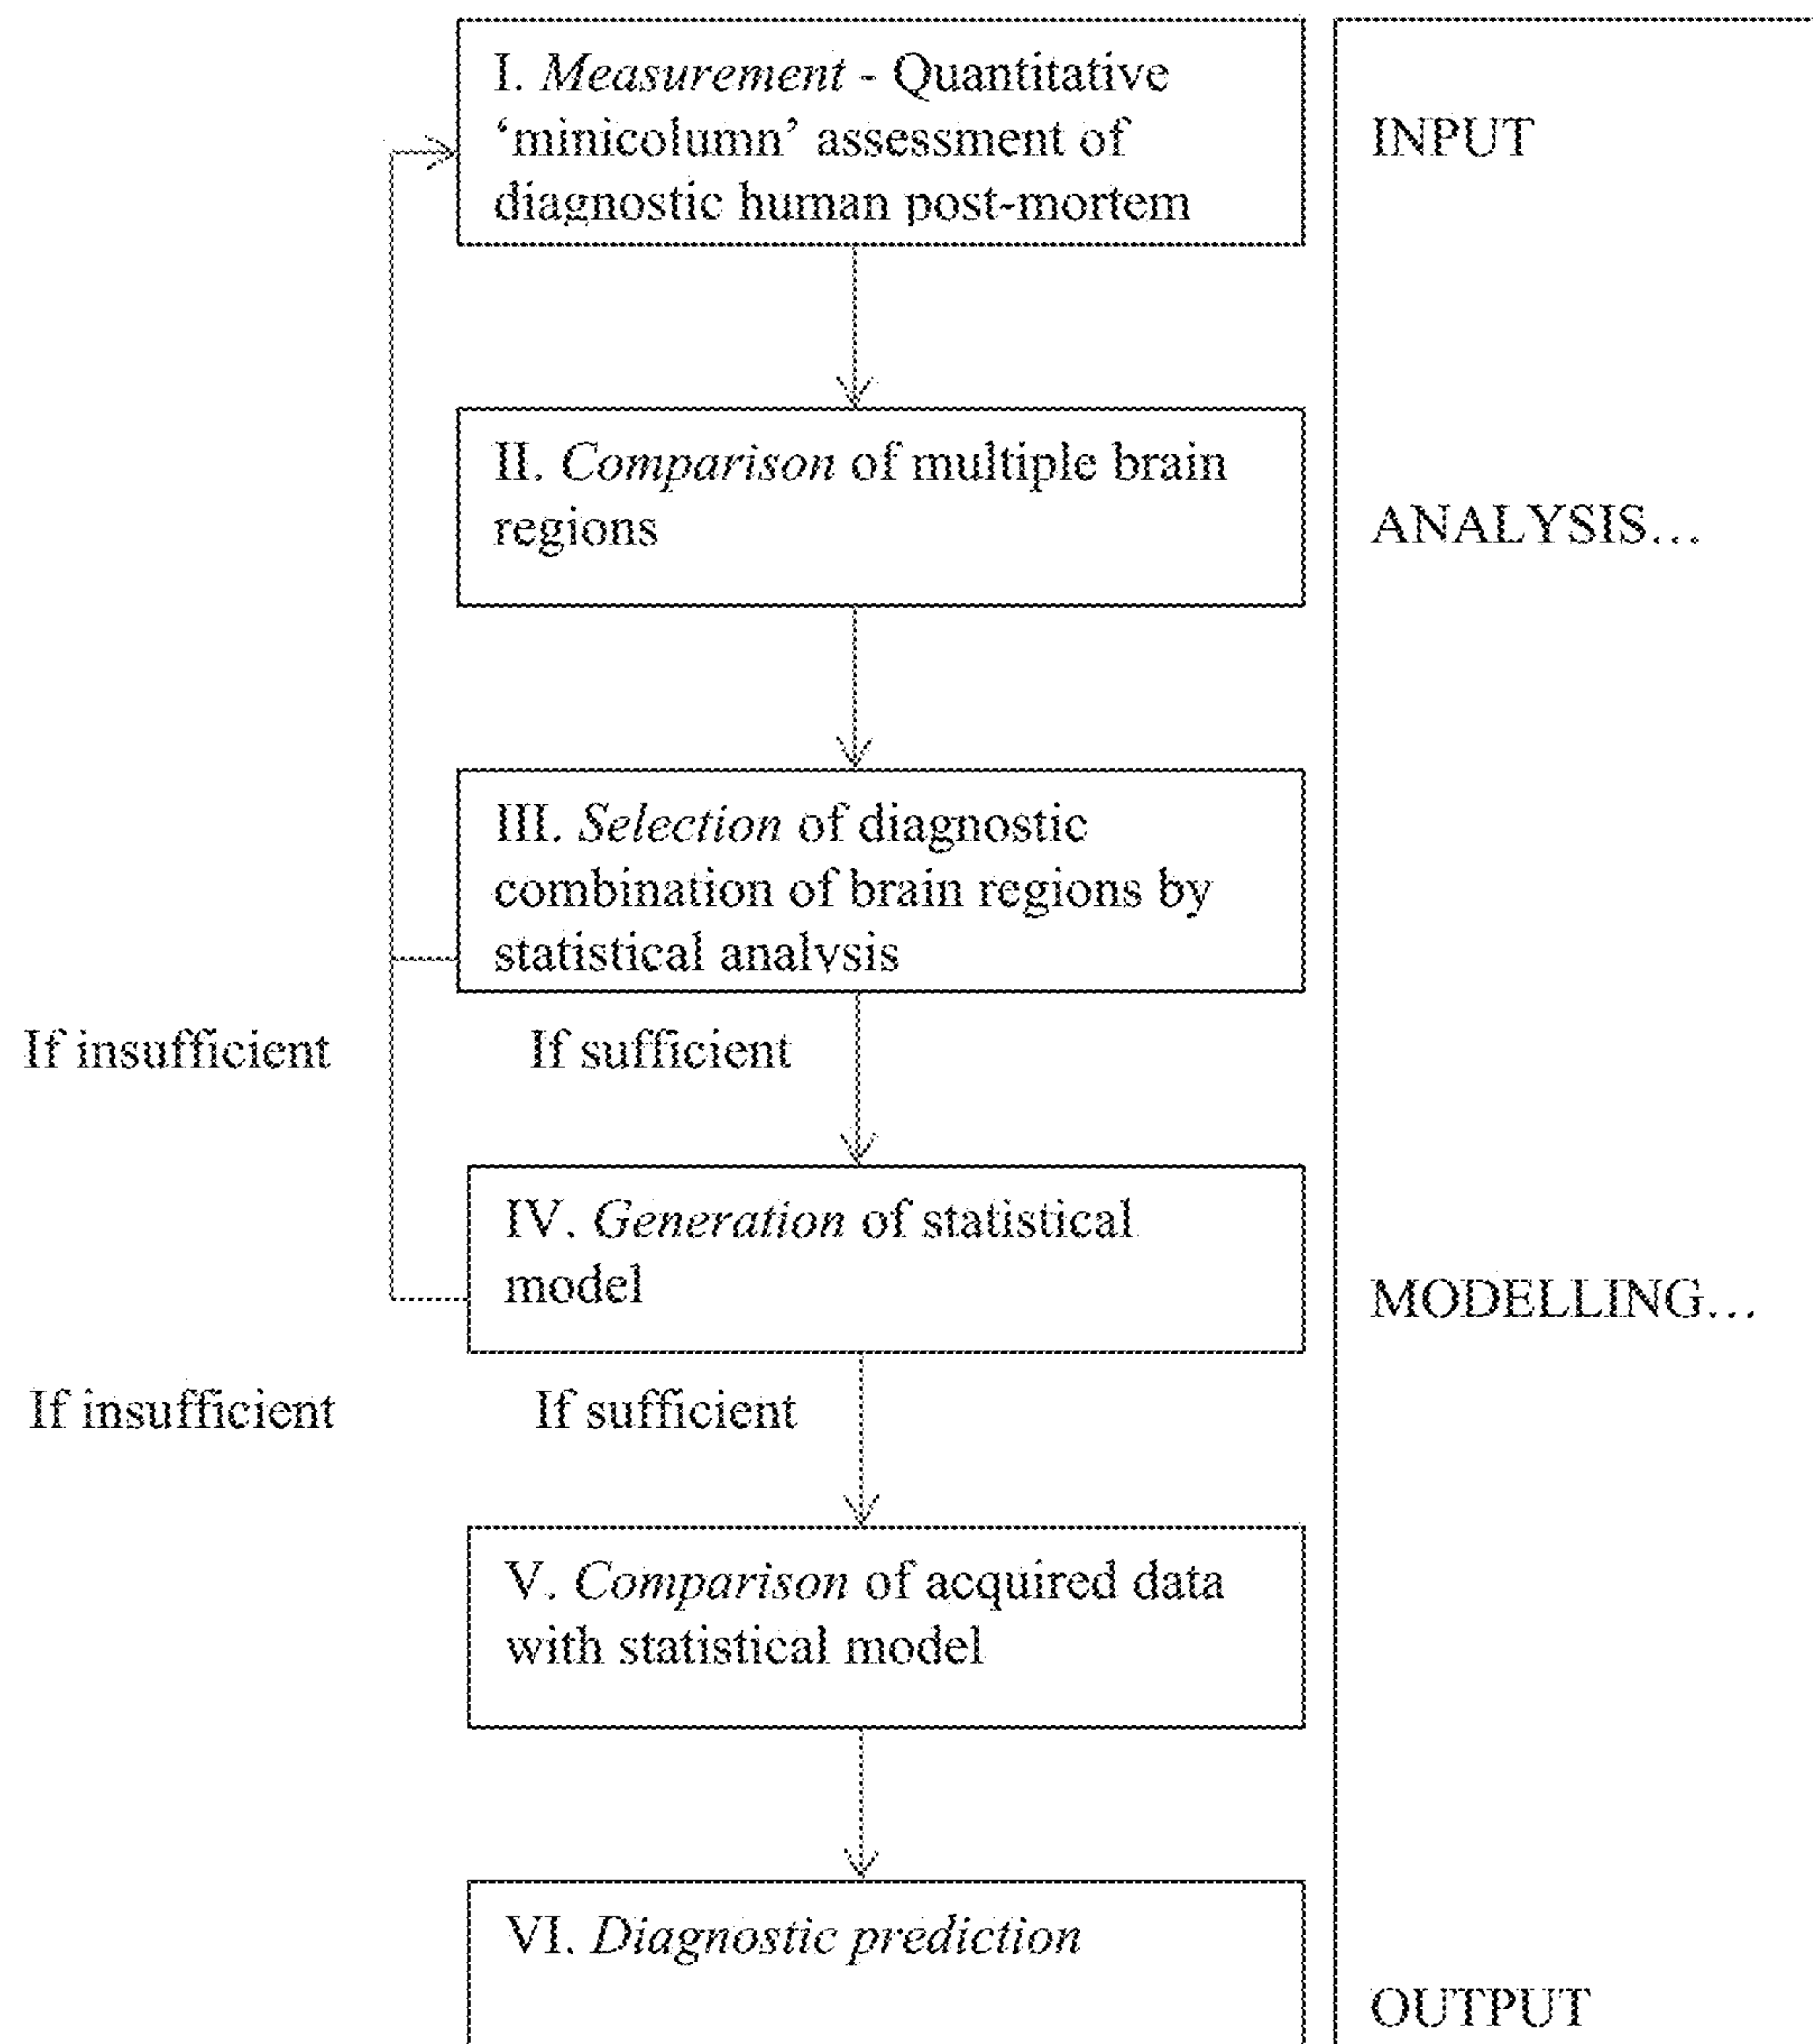 I. Measurement - Quantitative
‘minicolumn’ assessment of
diagnostic human post-mortem
INPUT
II. Comparison of multiple brain
regions
ANALYSIS…
III. Selection of diagnostic
combination of brain regions by
statistical analysis
If insufficient
If sufficient
IV. Generation of statistical
model
MODELLING…
If insufficient
If sufficient
V. Comparison of acquired data
with statistical model
VI. Diagnostic prediction
OUTPUT